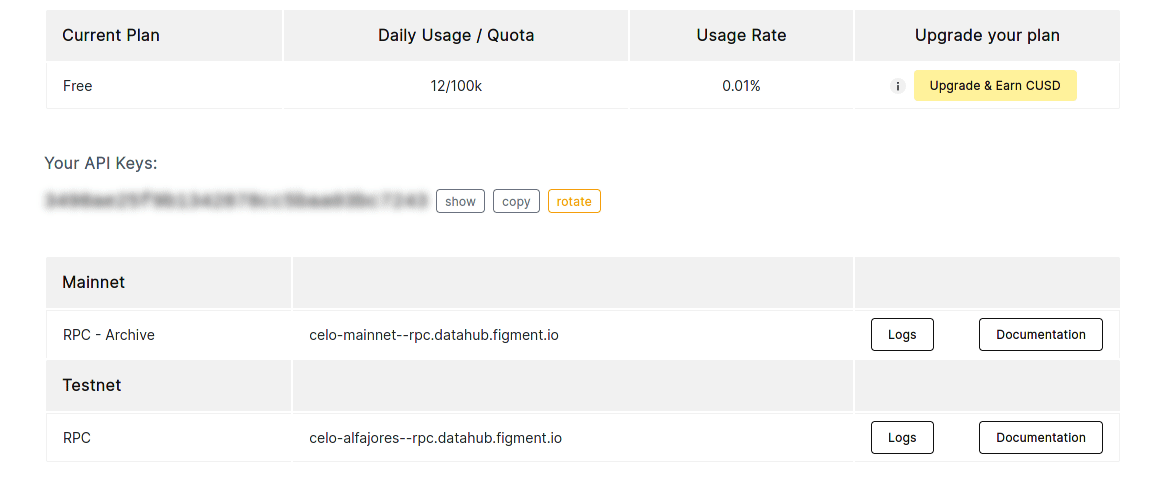 Current Plan Daily Usage / Quota Usage Rate Upgrade your plan
Free 12/100k 0.01% i Upgrade & Earn CUSD
Your API Keys:
show copy rotate
Mainnet
RPC - Archive celo-mainnet--rpc.datahub.figment.io Logs Documentation
Testnet
RPC celo-alfajores--rpc.datahub.figment.io Logs Documentation